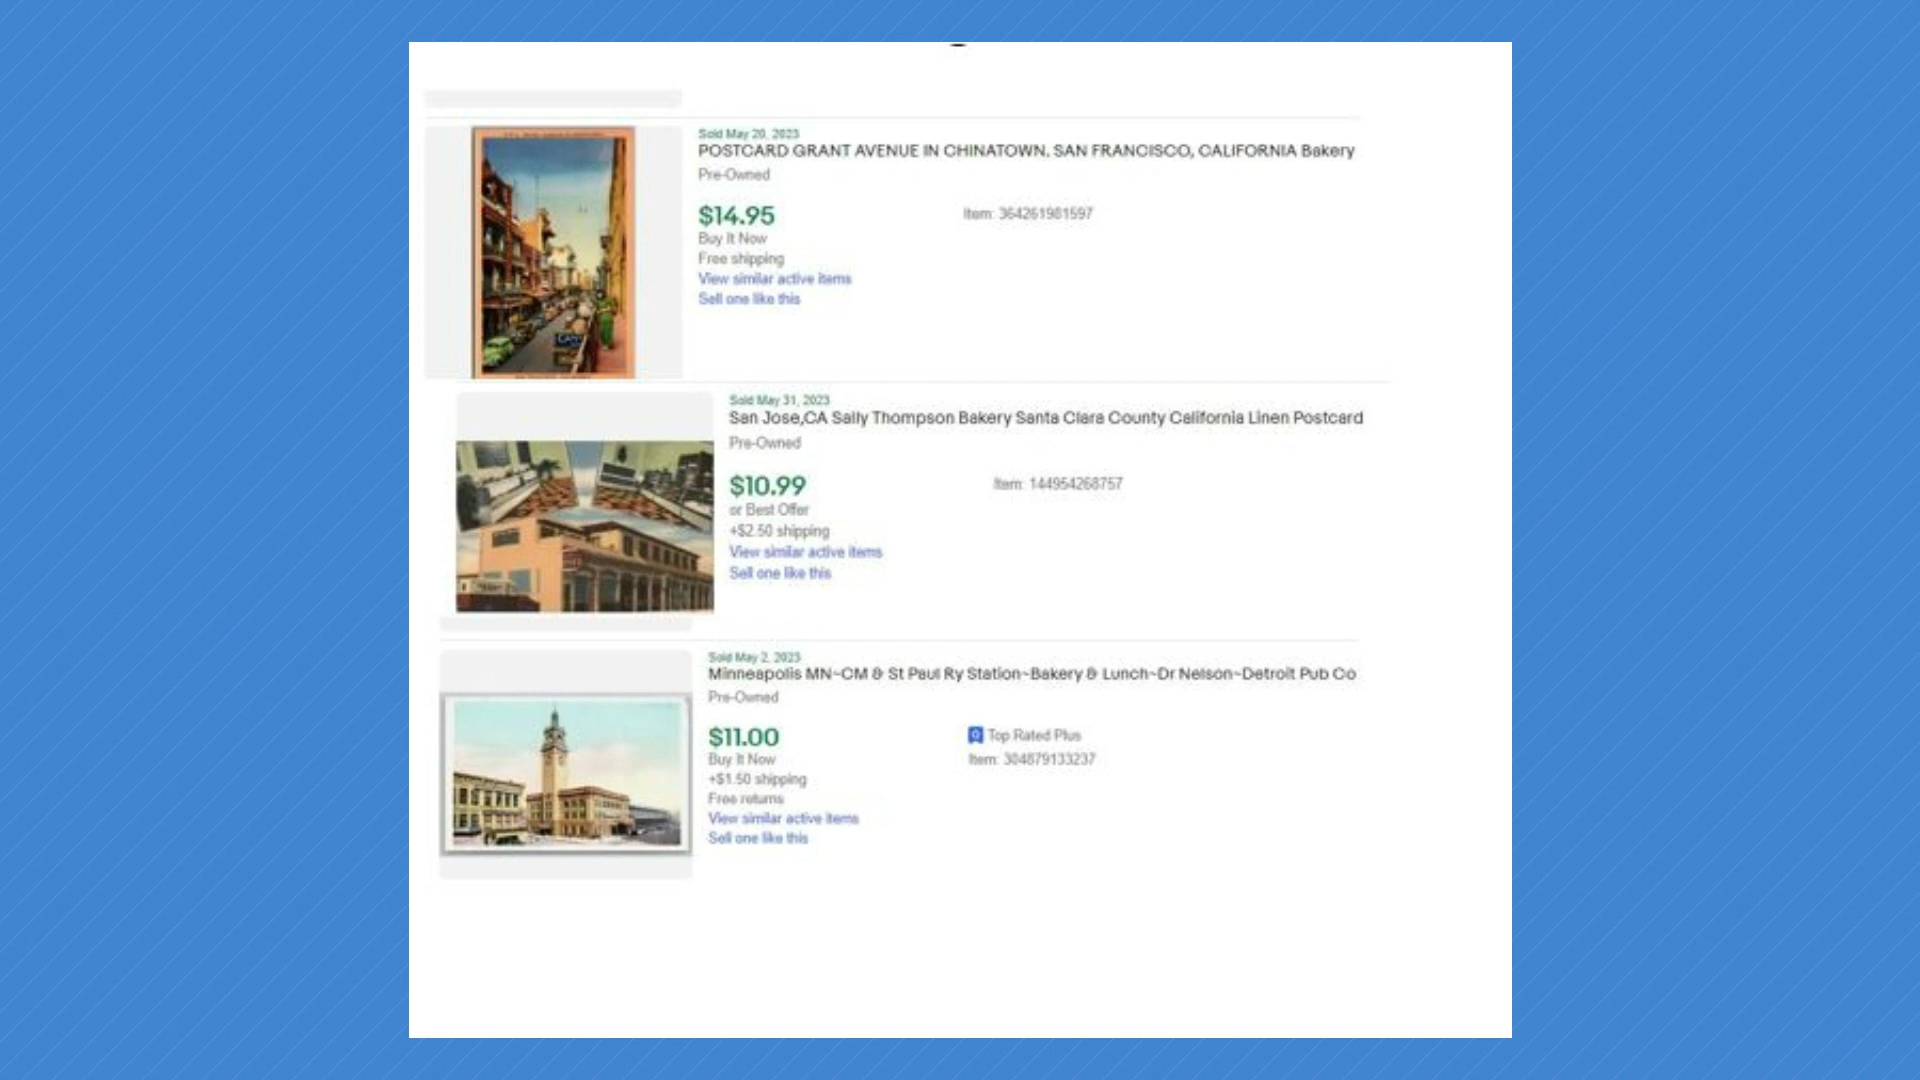 Sold May 20, 2023
POSTCARD GRANT AVENUE IN CHINATOWN. SAN FRANCISCO, CALIFORNIA Bakery
Pre-Owned
$14.95
Item: 364261981597
Buy It Now
Free shipping
View similar active items
Sell one like this
Sold May 31, 2023
San Jose,CA Sally Thompson Bakery Santa Clara County California Linen Postcard
Pre-Owned
$10.99
Item: 144954268757
or Best Offer
+$2.50 shipping
View similar active items
Sell one like this
Sold May 2, 2023
Minneapolis MN~CM & St Paul Ry Station~Bakery & Lunch~Dr Nelson~Detroit Pub Co
Pre-Owned
$11.00
Top Rated Plus
Buy It Now
Item: 304879133237
+$1.50 shipping
Free returns
View similar active items
Sell one like this